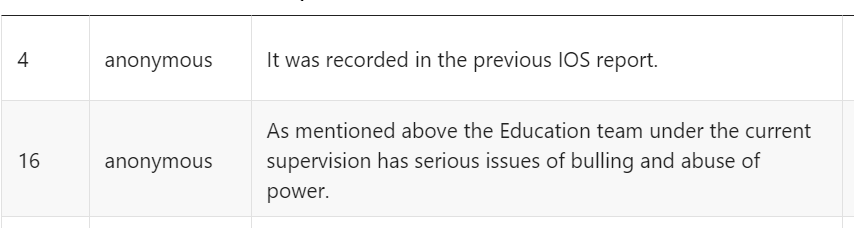 4 anonymous It was recorded in the previous IOS report.
As mentioned above the Education team under the current
16 anonymous supervision has serious issues of bulling and abuse of
power.